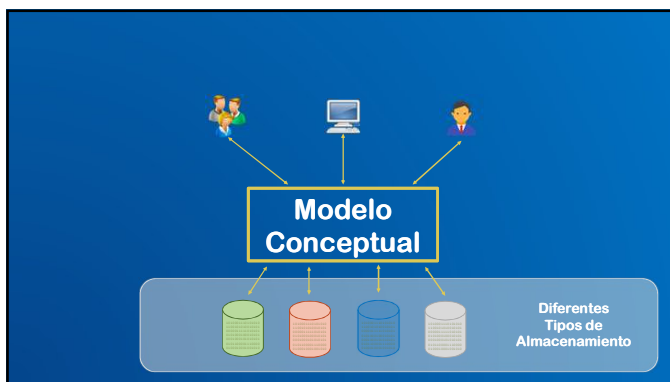 Modelo
Conceptual
Diferentes
Tipos de
Almacenamiento